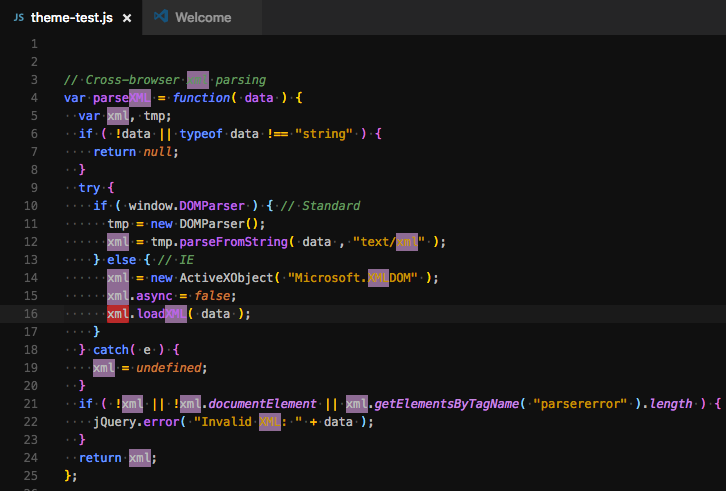 JS theme-test.js × Welcome
1
2
3 // Cross-browser xml parsing
4 var parseXML = function( data ) {
5 var xml, tmp;
6 if ( !data || typeof data !== "string" ) {
7 return null;
8 }
9 try {
10 if ( window.DOMParser ) { // Standard
11 tmp = new DOMParser();
12 xml = tmp.parseFromString( data , "text/xml" );
13 } else { // IE
14 xml = new ActiveXObject( "Microsoft.XMLDOM" );
15 xml.async = false;
16 xml.loadXML( data );
17 }
18 } catch( e ) {
19 xml = undefined;
20 }
21 if ( !xml || !xml.documentElement || xml.getElementsByTagName( "parsererror" ).length ) {
22 jQuery.error( "Invalid XML: " + data );
23 }
24 return xml;
25 };